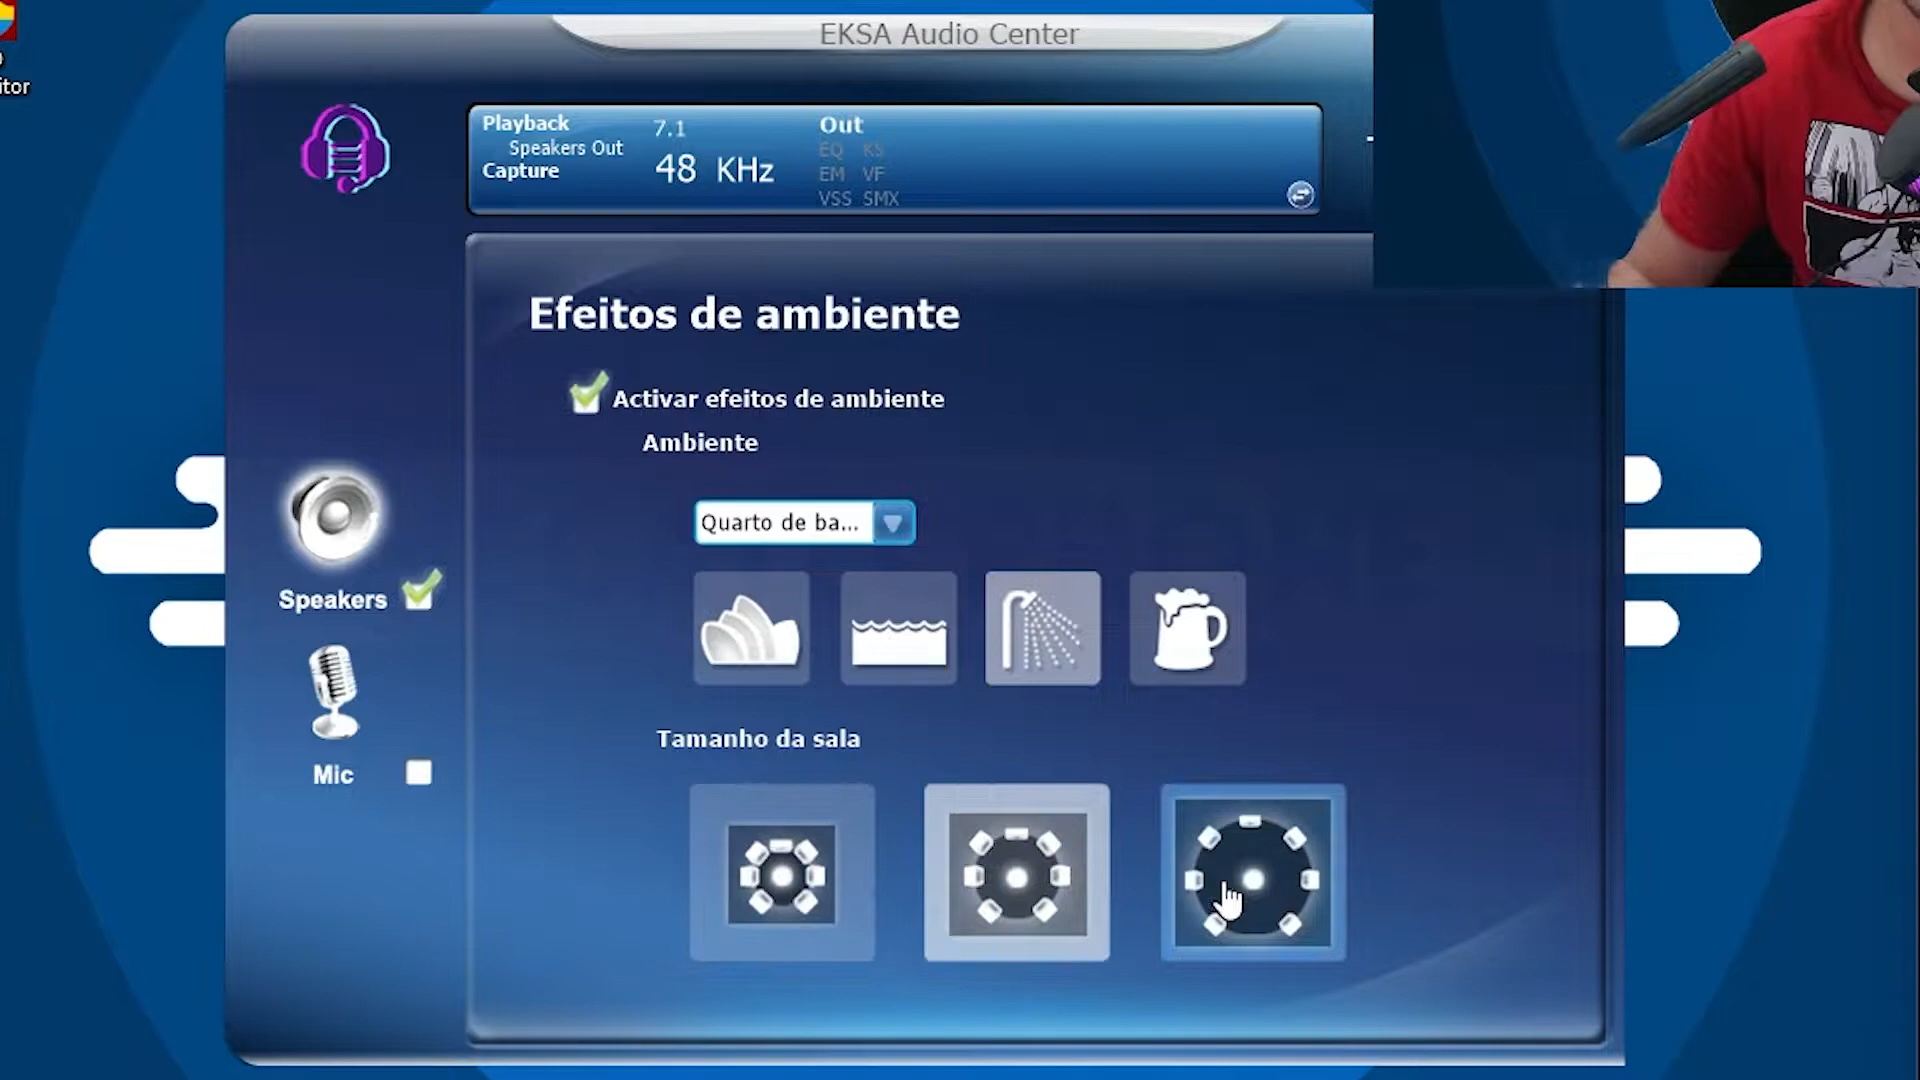 EKSA Audio Center
itor
Playback 7.1
Speakers Out
Capture 48 KHz
Out
EQ KS
EM VF
VSS SMX
Efeitos de ambiente
Activar efeitos de ambiente
Ambiente
Quarto de ba...
Speakers
Mic
Tamanho da sala